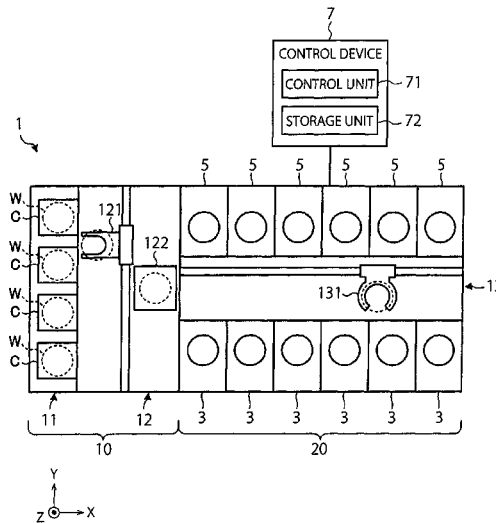 7
CONTROL DEVICE
CONTROL UNIT
71
STORAGE UNIT
72
1
5 5 5 5 5 5
W
C
121
W
C
122
13
131
W
C
W
C
11
12
3 3 3 3 3 3
10
20
Y
Z
X